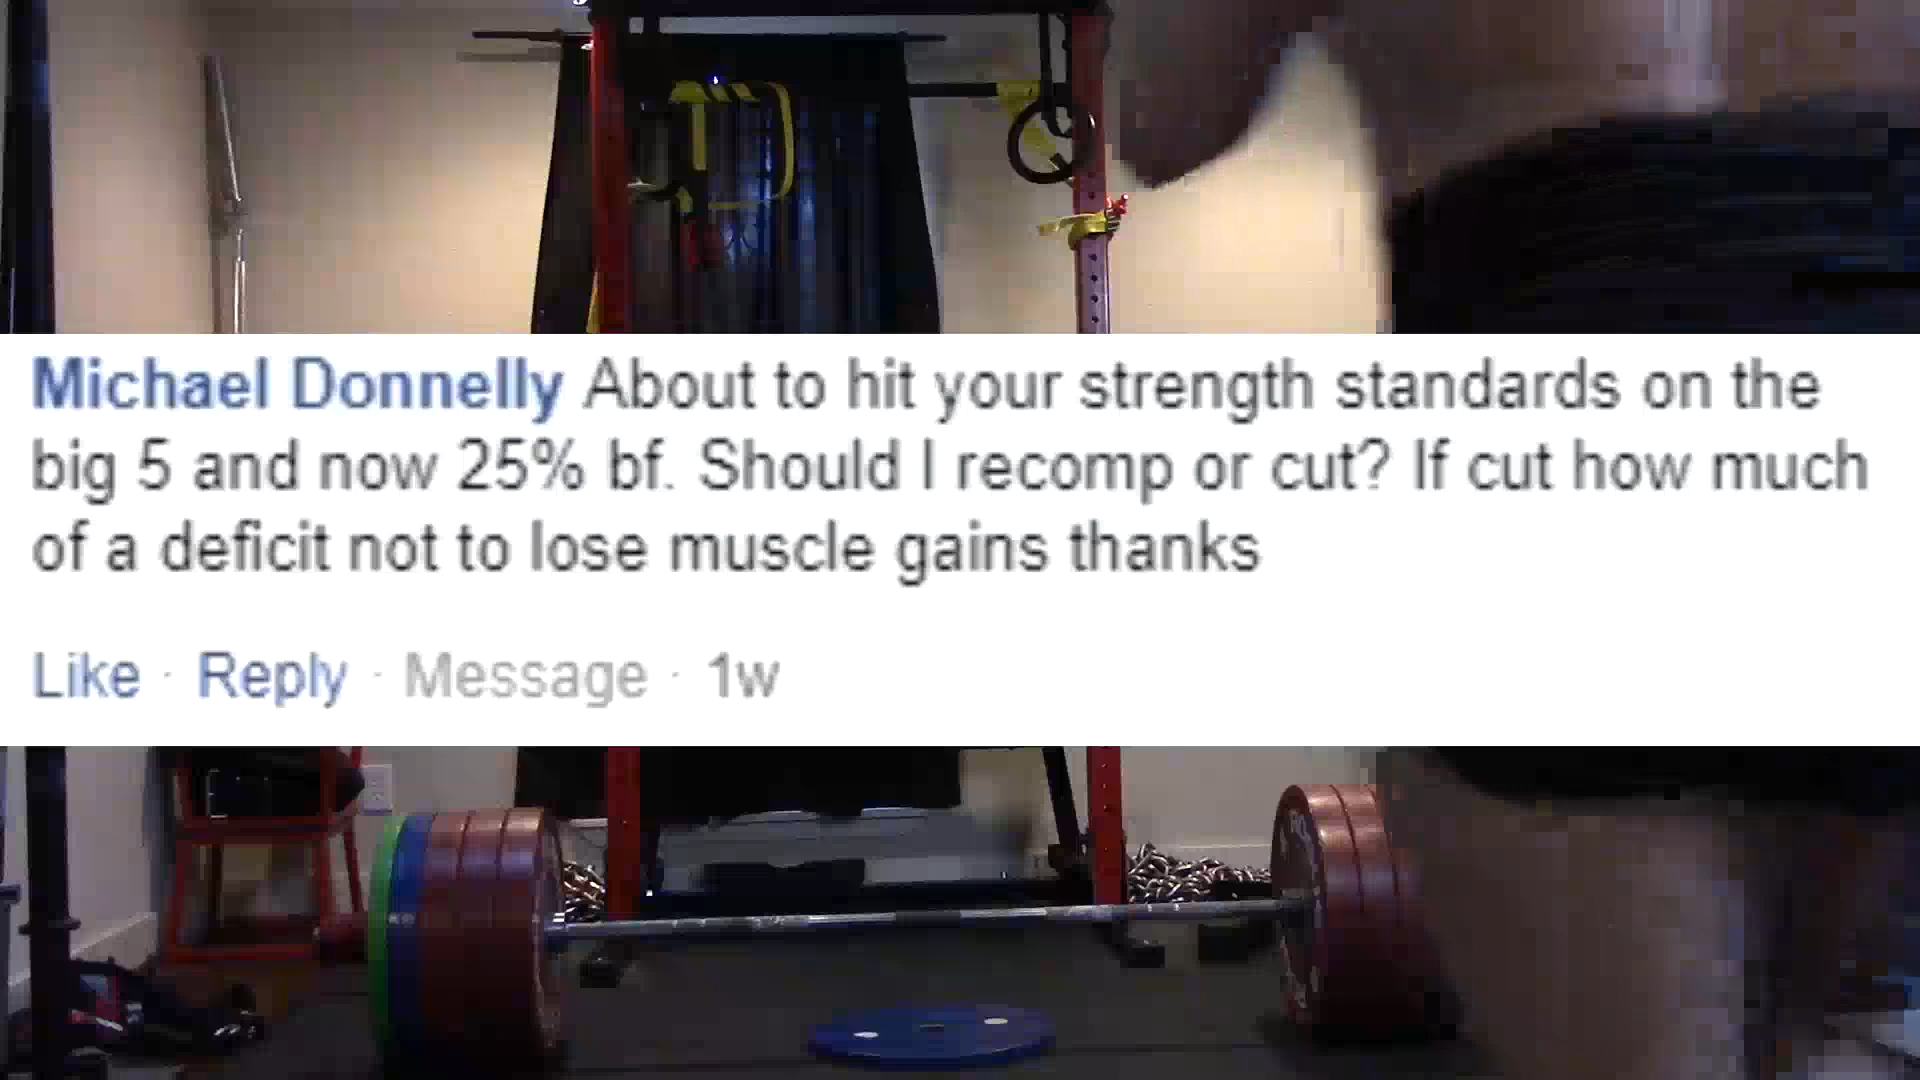 Michael Donnelly About to hit your strength standards on the
big 5 and now 25% bf. Should I recomp or cut? If cut how much
of a deficit not to lose muscle gains thanks
Like · Reply · Message · 1w